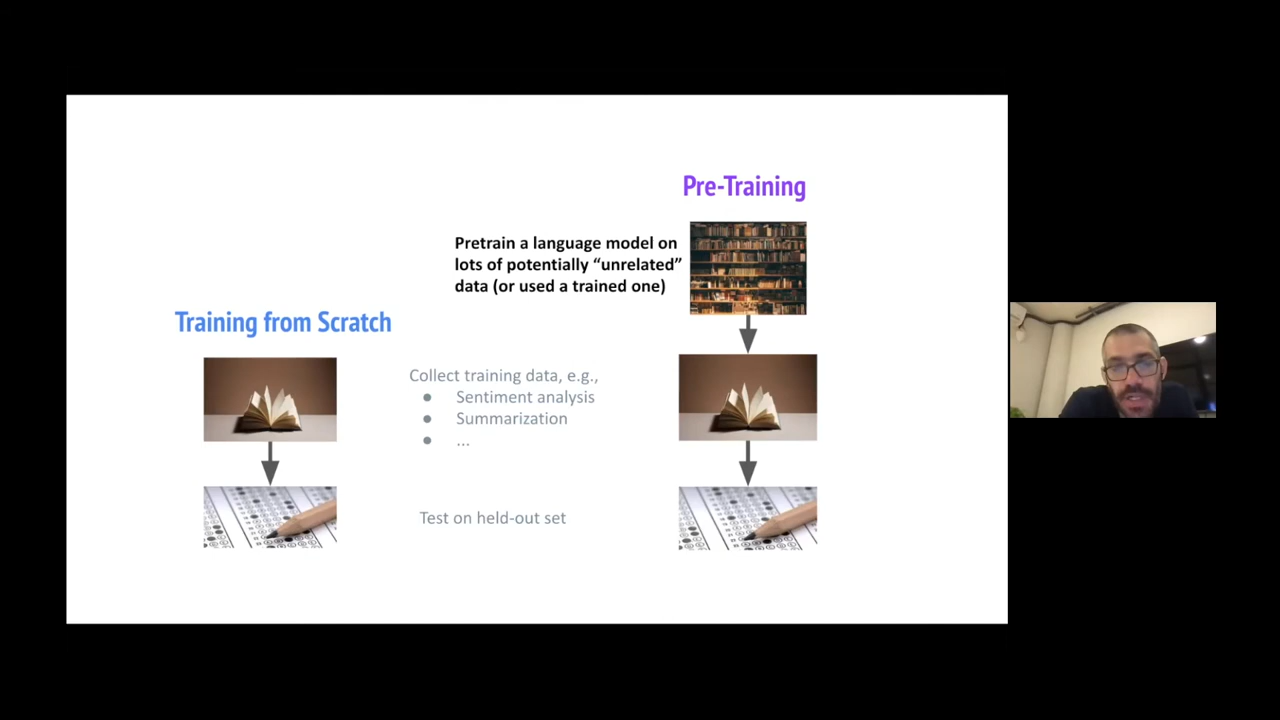 Pre-Training
Pretrain a language model on
lots of potentially “unrelated”
data (or used a trained one)
Training from Scratch
Collect training data, e.g.,
● Sentiment analysis
● Summarization
● ...
Test on held-out set